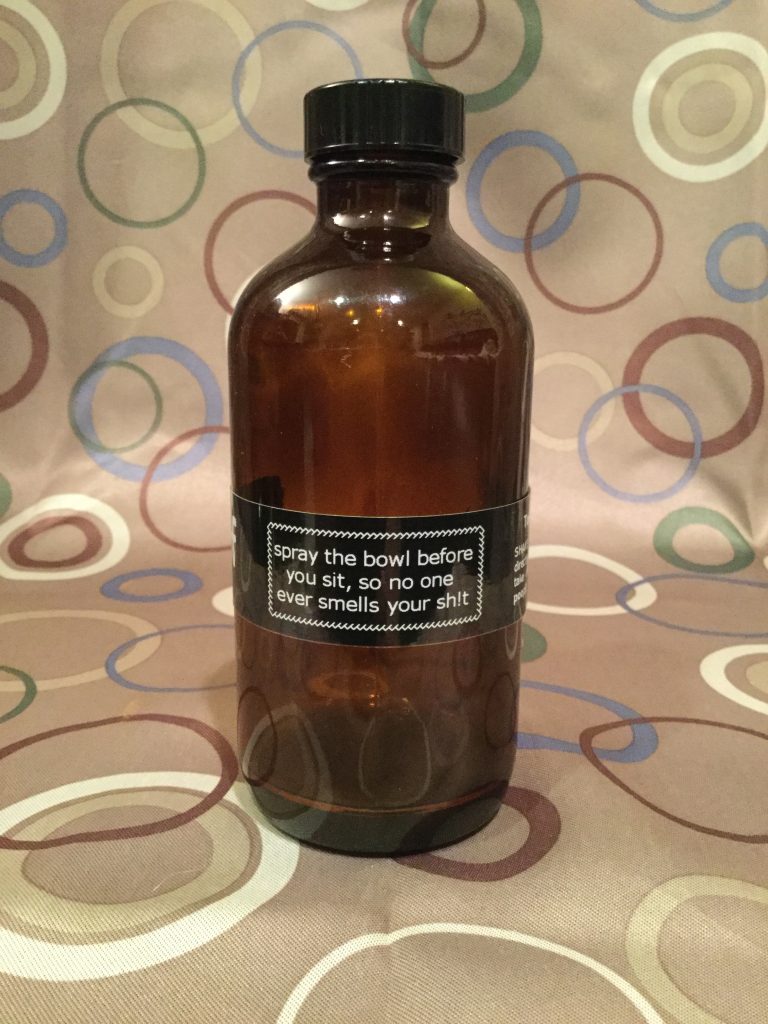 spray the bowl before
you sit, so no one
ever smells your sh!t